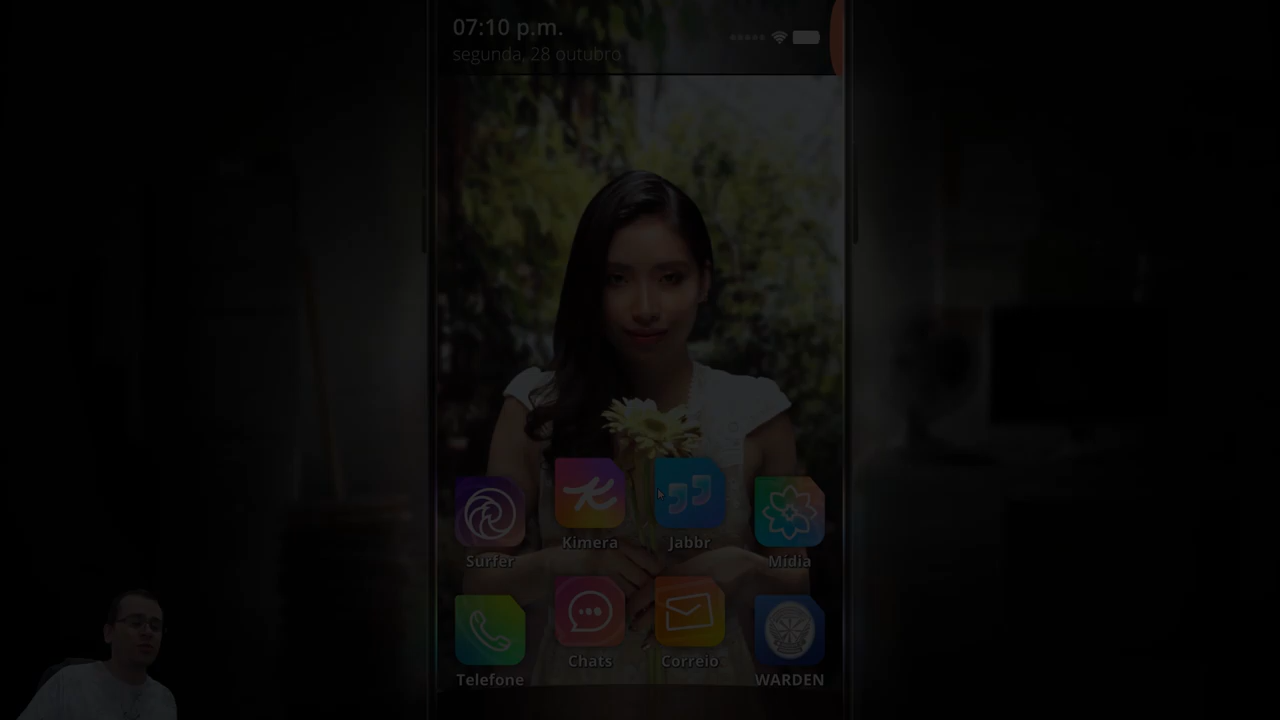 07:10 p.m.
segunda, 28 outubro
Surfer
Kimera
Jabbr
Mídia
Telefone
Chats
Correio
WARDEN